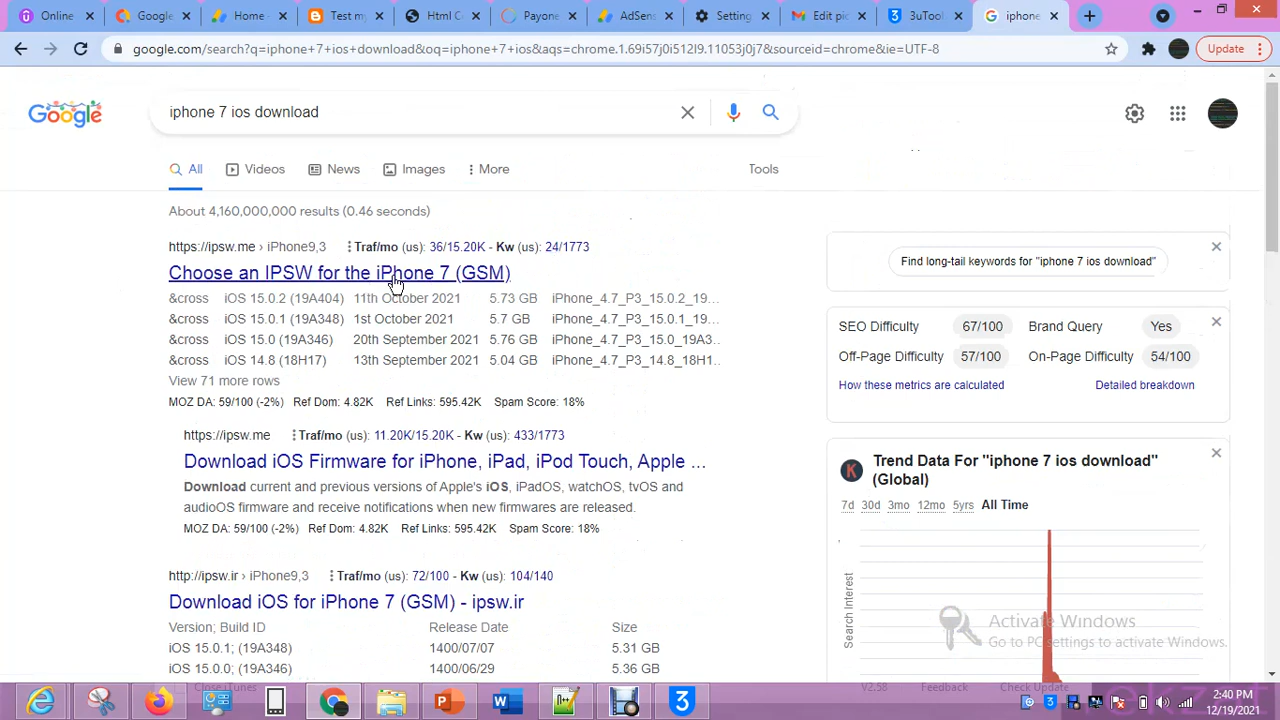 Online
Google
Home -
Test my
Html C
Payone
AdSens
Setting
Edit pic
3uTool
iphone
google.com/search?q=iphone+7+ios+download&oq=iphone+7+ios&aqs=chrome.1.69i57j0i512l9.11053j0j7&sourceid=chrome&ie=UTF-8
Update
Google
iphone 7 ios download
All
Videos
News
Images
More
Tools
About 4,160,000,000 results (0.46 seconds)
https://ipsw.me › iPhone9,3 Traf/mo (us): 36/15.20K - Kw (us): 24/1773
Choose an IPSW for the iPhone 7 (GSM)
&cross iOS 15.0.2 (19A404) 11th October 2021 5.73 GB iPhone_4.7_P3_15.0.2_19...
&cross iOS 15.0.1 (19A348) 1st October 2021 5.7 GB iPhone_4.7_P3_15.0.1_19...
&cross iOS 15.0 (19A346) 20th September 2021 5.76 GB iPhone_4.7_P3_15.0_19A3...
&cross iOS 14.8 (18H17) 13th September 2021 5.04 GB iPhone_4.7_P3_14.8_18H1...
View 71 more rows
MOZ DA: 59/100 (-2%) Ref Dom: 4.82K Ref Links: 595.42K Spam Score: 18%
https://ipsw.me Traf/mo (us): 11.20K/15.20K - Kw (us): 433/1773
Download iOS Firmware for iPhone, iPad, iPod Touch, Apple ...
Download current and previous versions of Apple's iOS, iPadOS, watchOS, tvOS and
audioOS firmware and receive notifications when new firmwares are released.
MOZ DA: 59/100 (-2%) Ref Dom: 4.82K Ref Links: 595.42K Spam Score: 18%
http://ipsw.ir › iPhone9,3 Traf/mo (us): 72/100 - Kw (us): 104/140
Download iOS for iPhone 7 (GSM) - ipsw.ir
Version; Build ID Release Date Size
iOS 15.0.1; (19A348) 1400/07/07 5.31 GB
iOS 15.0.0; (19A346) 1400/06/29 5.36 GB
Find long-tail keywords for "iphone 7 ios download"
SEO Difficulty 67/100 Brand Query Yes
Off-Page Difficulty 57/100 On-Page Difficulty 54/100
How these metrics are calculated Detailed breakdown
Trend Data For "iphone 7 ios download"
(Global)
7d 30d 3mo 12mo 5yrs All Time
Search Interest
Activate Windows
Go to PC settings to activate Windows.
Close iTunes
V2.58 Feedback Check Update
2:40 PM
12/19/2021